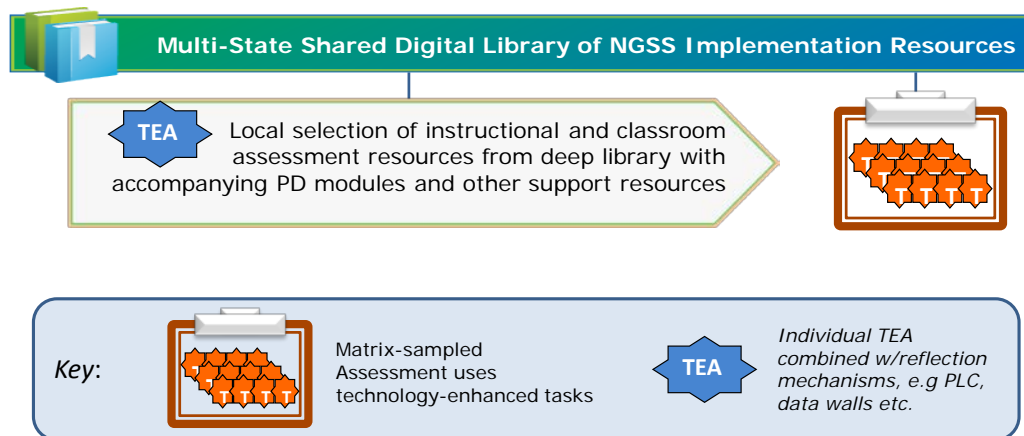 Multi-State Shared Digital Library of NGSS Implementation Resources
TEA
Local selection of instructional and classroom
assessment resources from deep library with
accompanying PD modules and other support resources
T
T
T T T T
Key:
T
T
T T T T
Matrix-sampled
Assessment uses
technology-enhanced tasks
TEA
Individual TEA
combined w/reflection
mechanisms, e.g PLC,
data walls etc.